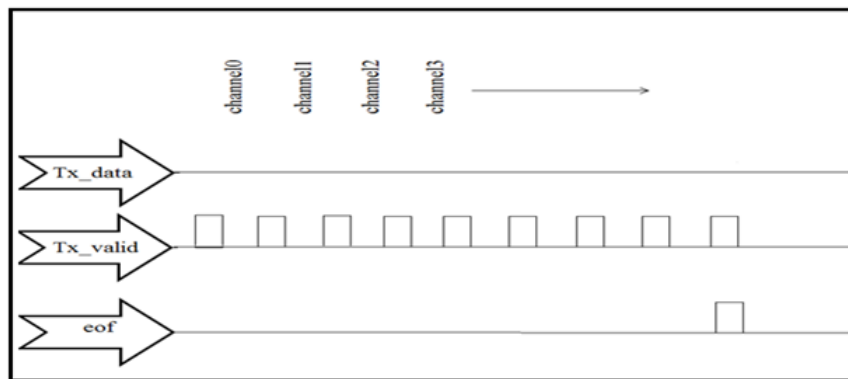 channel0
channel1
channel2
channel3
Tx_data
Tx_valid
eof